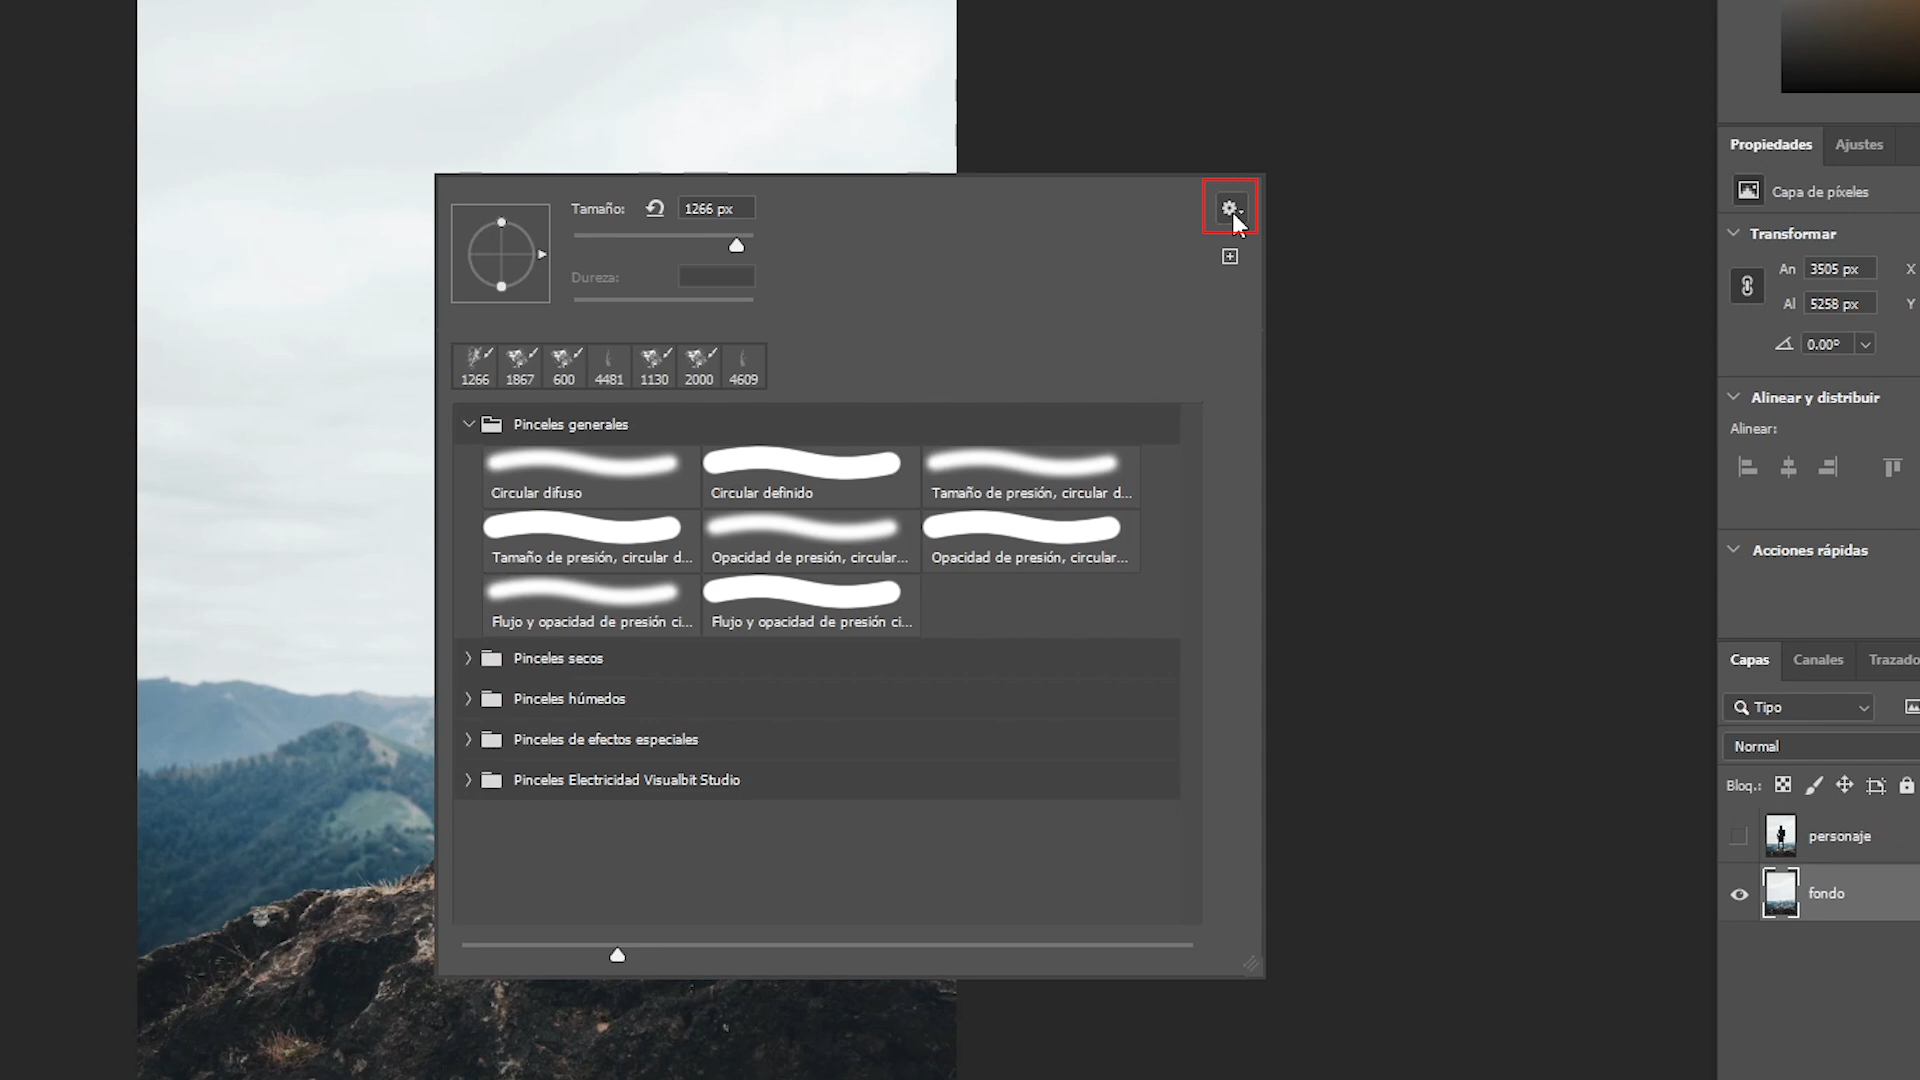 Tamaño:
1266 px
Dureza:
1266
1867
600
4481
1130
2000
4609
Pinceles generales
Circular difuso
Circular definido
Tamaño de presión, circular d...
Tamaño de presión, circular d...
Opacidad de presión, circular...
Opacidad de presión, circular...
Flujo y opacidad de presión ci...
Flujo y opacidad de presión ci...
Pinceles secos
Pinceles húmedos
Pinceles de efectos especiales
Pinceles Electricidad Visualbit Studio
Propiedades
Ajustes
Capa de píxeles
Transformar
An 3505 px X
Al 5258 px Y
0.00º
Alinear y distribuir
Alinear:
Acciones rápidas
Capas
Canales
Trazado
Tipo
Normal
Bloq.:
personaje
fondo